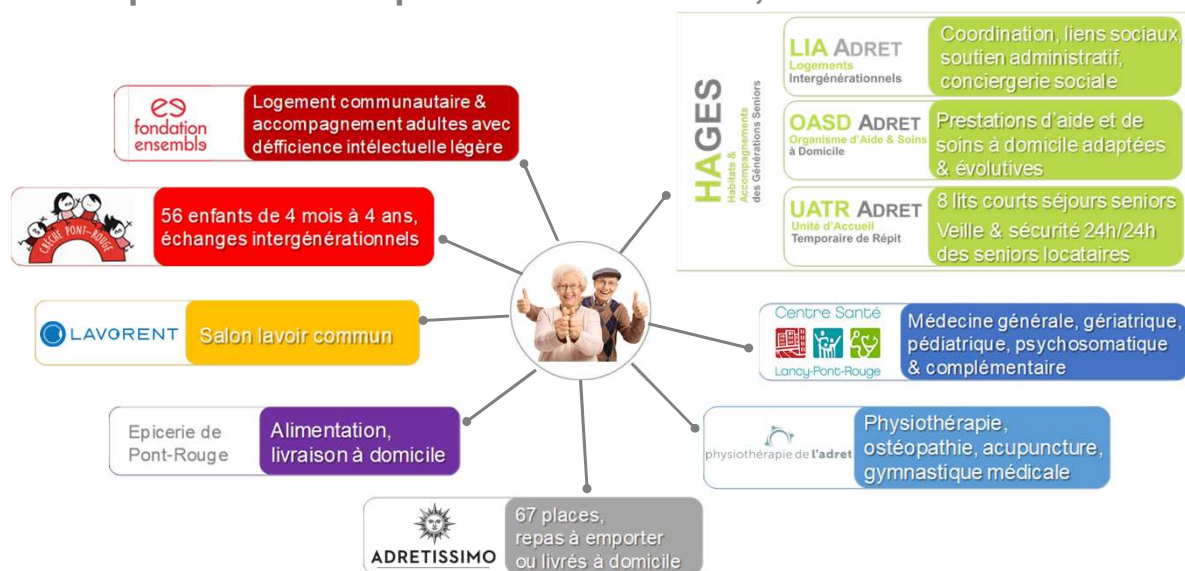 LIA ADRET
Logements
Intergénérationnels
Coordination, liens sociaux,
soutien administratif,
conciergerie sociale
HAGES
Habitats &
Accompagnements
des Générations Seniors
OASD ADRET
Organisme d'Aide & Soins
à Domicile
Prestations d'aide et de
soins à domicile adaptées
& évolutives
UATR ADRET
Unité d'Accueil
Temporaire de Répit
8 lits courts séjours seniors
Veille & sécurité 24h/24h
des seniors locataires
fondation
ensemble
Logement communautaire &
accompagnement adultes avec
défficience intélectuelle légère
CRÈCHE PONT-ROUGE
56 enfants de 4 mois à 4 ans,
échanges intergénérationnels
LAVORENT
Salon lavoir commun
Centre Santé
Lancy-Pont-Rouge
Médecine générale, gériatrique,
pédiatrique, psychosomatique
& complémentaire
Epicerie de
Pont-Rouge
Alimentation,
livraison à domicile
physiothérapie de l'adret
Physiothérapie,
ostéopathie, acupuncture,
gymnastique médicale
ADRETISSIMO
67 places,
repas à emporter
ou livrés à domicile